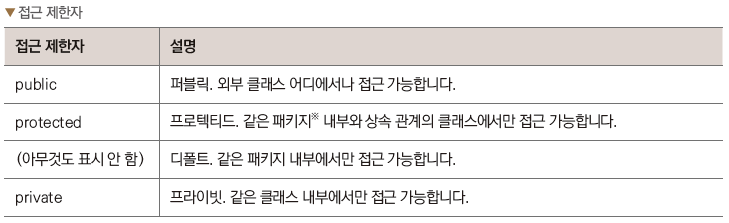 ▼접근 제한자
접근 제한자 설명
public 퍼블릭. 외부 클래스 어디에서나 접근 가능합니다.
protected 프로텍티드. 같은 패키지※ 내부와 상속 관계의 클래스에서만 접근 가능합니다.
(아무것도 표시 안 함) 디폴트. 같은 패키지 내부에서만 접근 가능합니다.
private 프라이빗. 같은 클래스 내부에서만 접근 가능합니다.